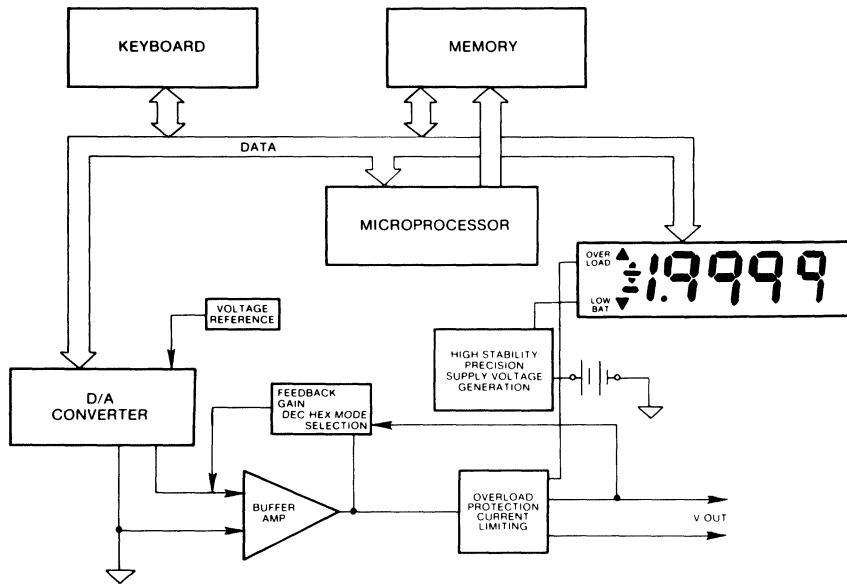 KEYBOARD
MEMORY
DATA
MICROPROCESSOR
OVER
LOAD
±1.9999
LOW
BAT
VOLTAGE
REFERENCE
HIGH STABILITY
PRECISION
SUPPLY VOLTAGE
GENERATION
D/A
CONVERTER
FEEDBACK
GAIN
DEC HEX MODE
SELECTION
BUFFER
AMP
OVERLOAD
PROTECTION
CURRENT
LIMITING
V OUT